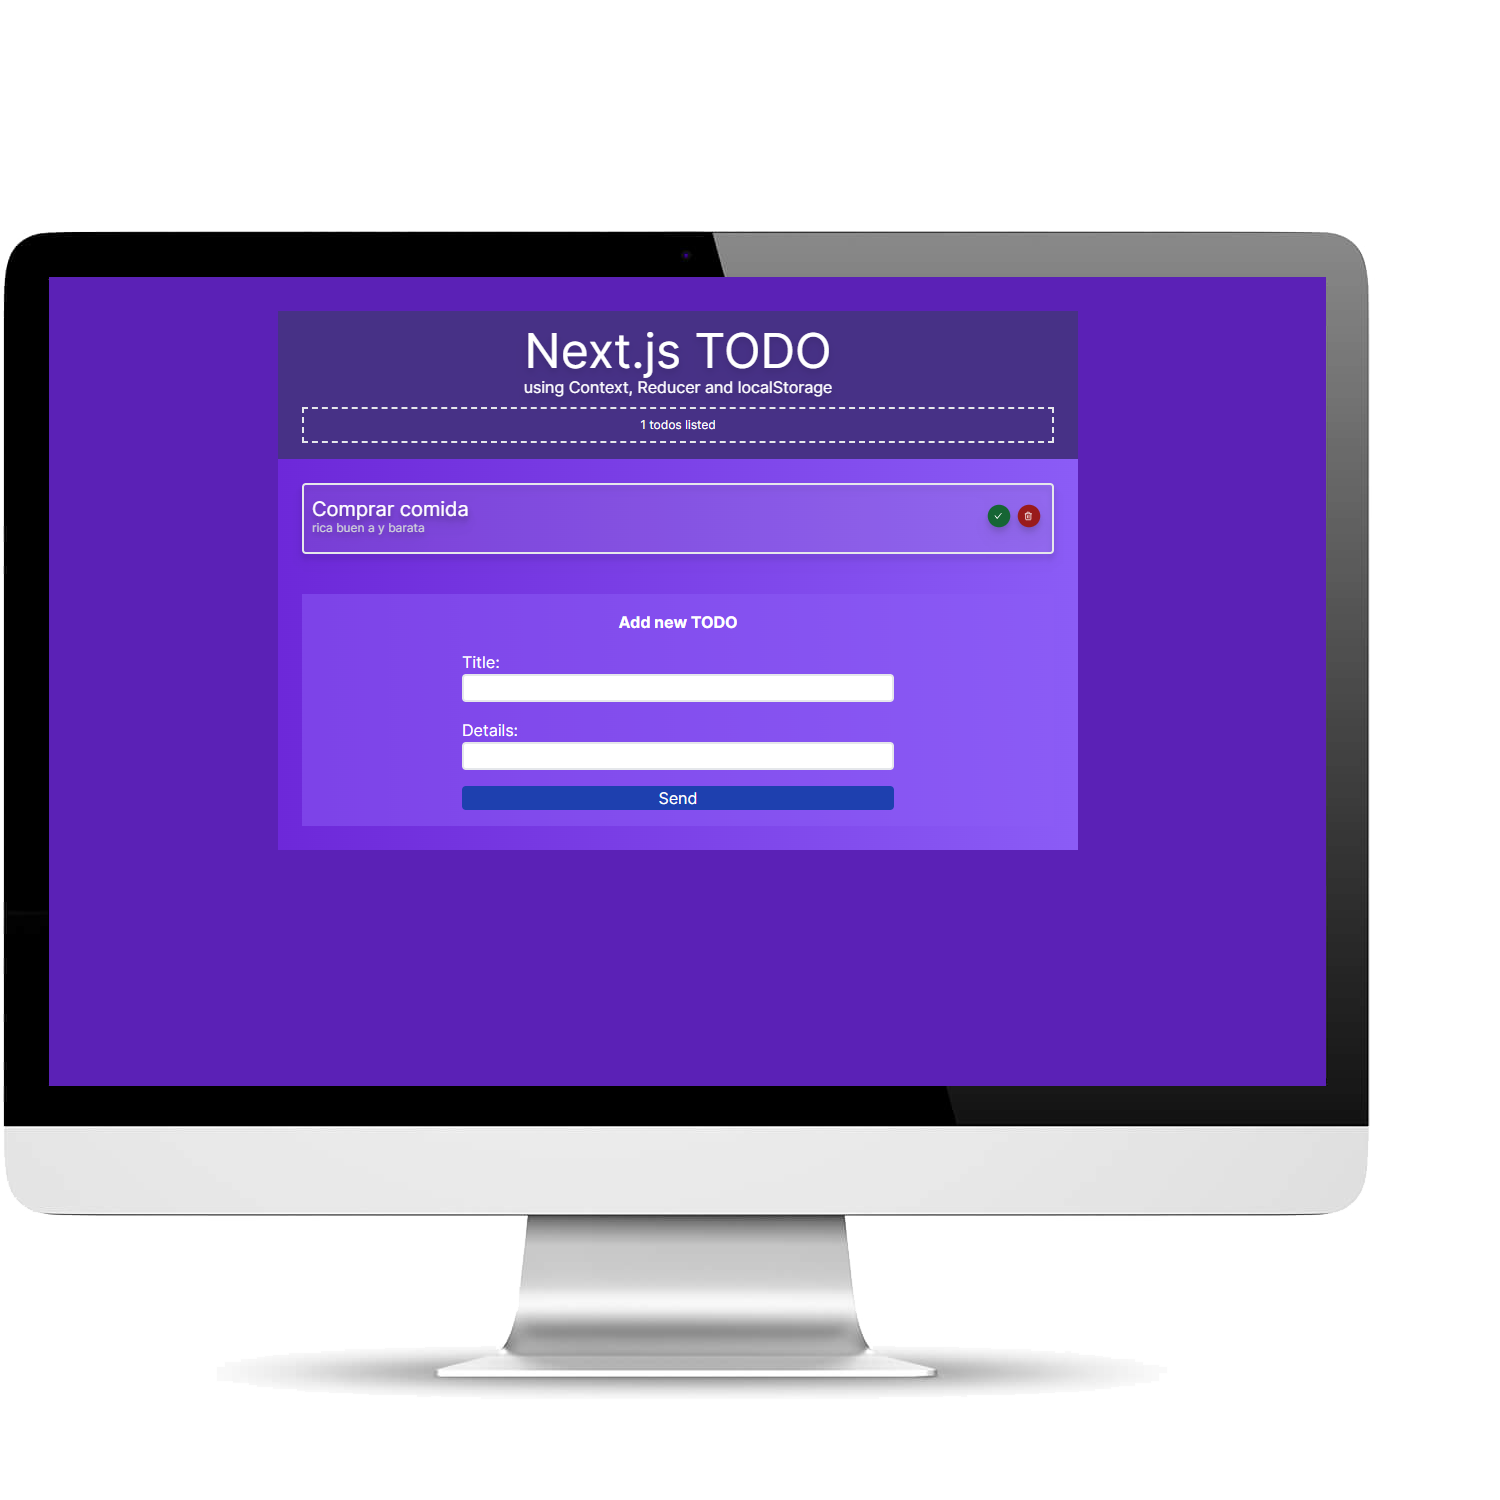 Next.js TODO
using Context, Reducer and localStorage
1 todos listed
Comprar comida
rica buen a y barata
Add new TODO
Title:
Details:
Send